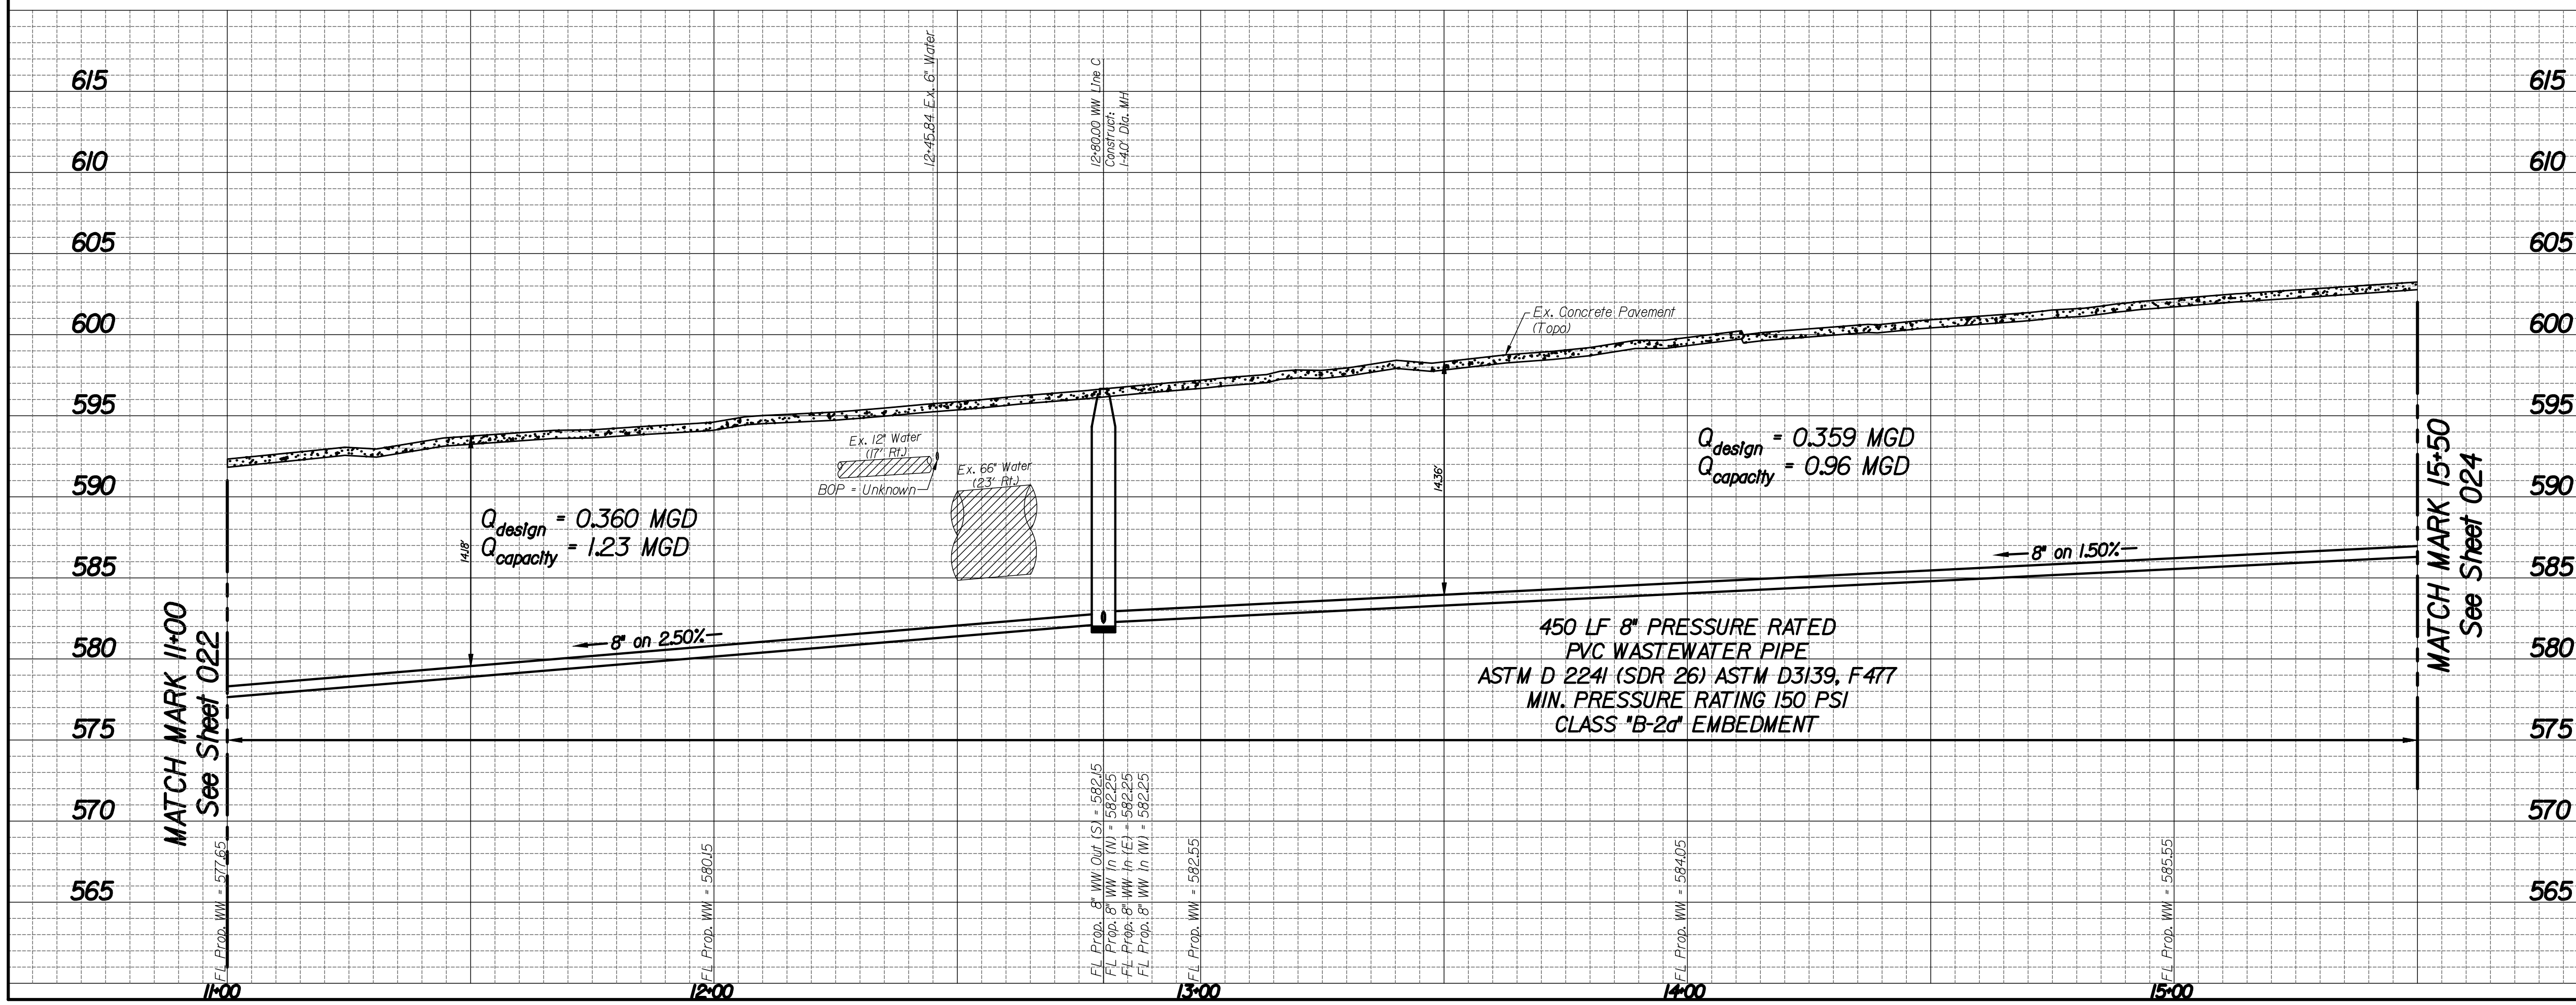 615
610
605
600
595
590
585
580
575
570
565
615
610
605
600
595
590
585
580
575
570
565
12+45.84 Ex. 6" Water
12+80.00 WW Line C
Construct:
1-4.0' Dia. MH
Ex. Concrete Pavement
(Topo)
Ex. 12" Water
(17' Rt.)
BOP = Unknown
Ex. 66" Water
(23' Rt.)
Qdesign = 0.360 MGD
Qcapacity = 1.23 MGD
14.18'
Qdesign = 0.359 MGD
Qcapacity = 0.96 MGD
14.36'
8" on 2.50%
8" on 1.50%
MATCH MARK 11+00
See Sheet 022
MATCH MARK 15+50
See Sheet 024
450 LF 8" PRESSURE RATED
PVC WASTEWATER PIPE
ASTM D 2241 (SDR 26) ASTM D3139, F477
MIN. PRESSURE RATING 150 PSI
CLASS "B-2a" EMBEDMENT
FL Prop. WW = 577.65
FL Prop. WW = 580.15
FL Prop. 8" WW Out (S) = 582.15
FL Prop. 8" WW In (N) = 582.25
FL Prop. 8" WW In (E) = 582.25
FL Prop. 8" WW In (W) = 582.25
FL Prop. WW = 582.55
FL Prop. WW = 584.05
FL Prop. WW = 585.55
11+00
12+00
13+00
14+00
15+00